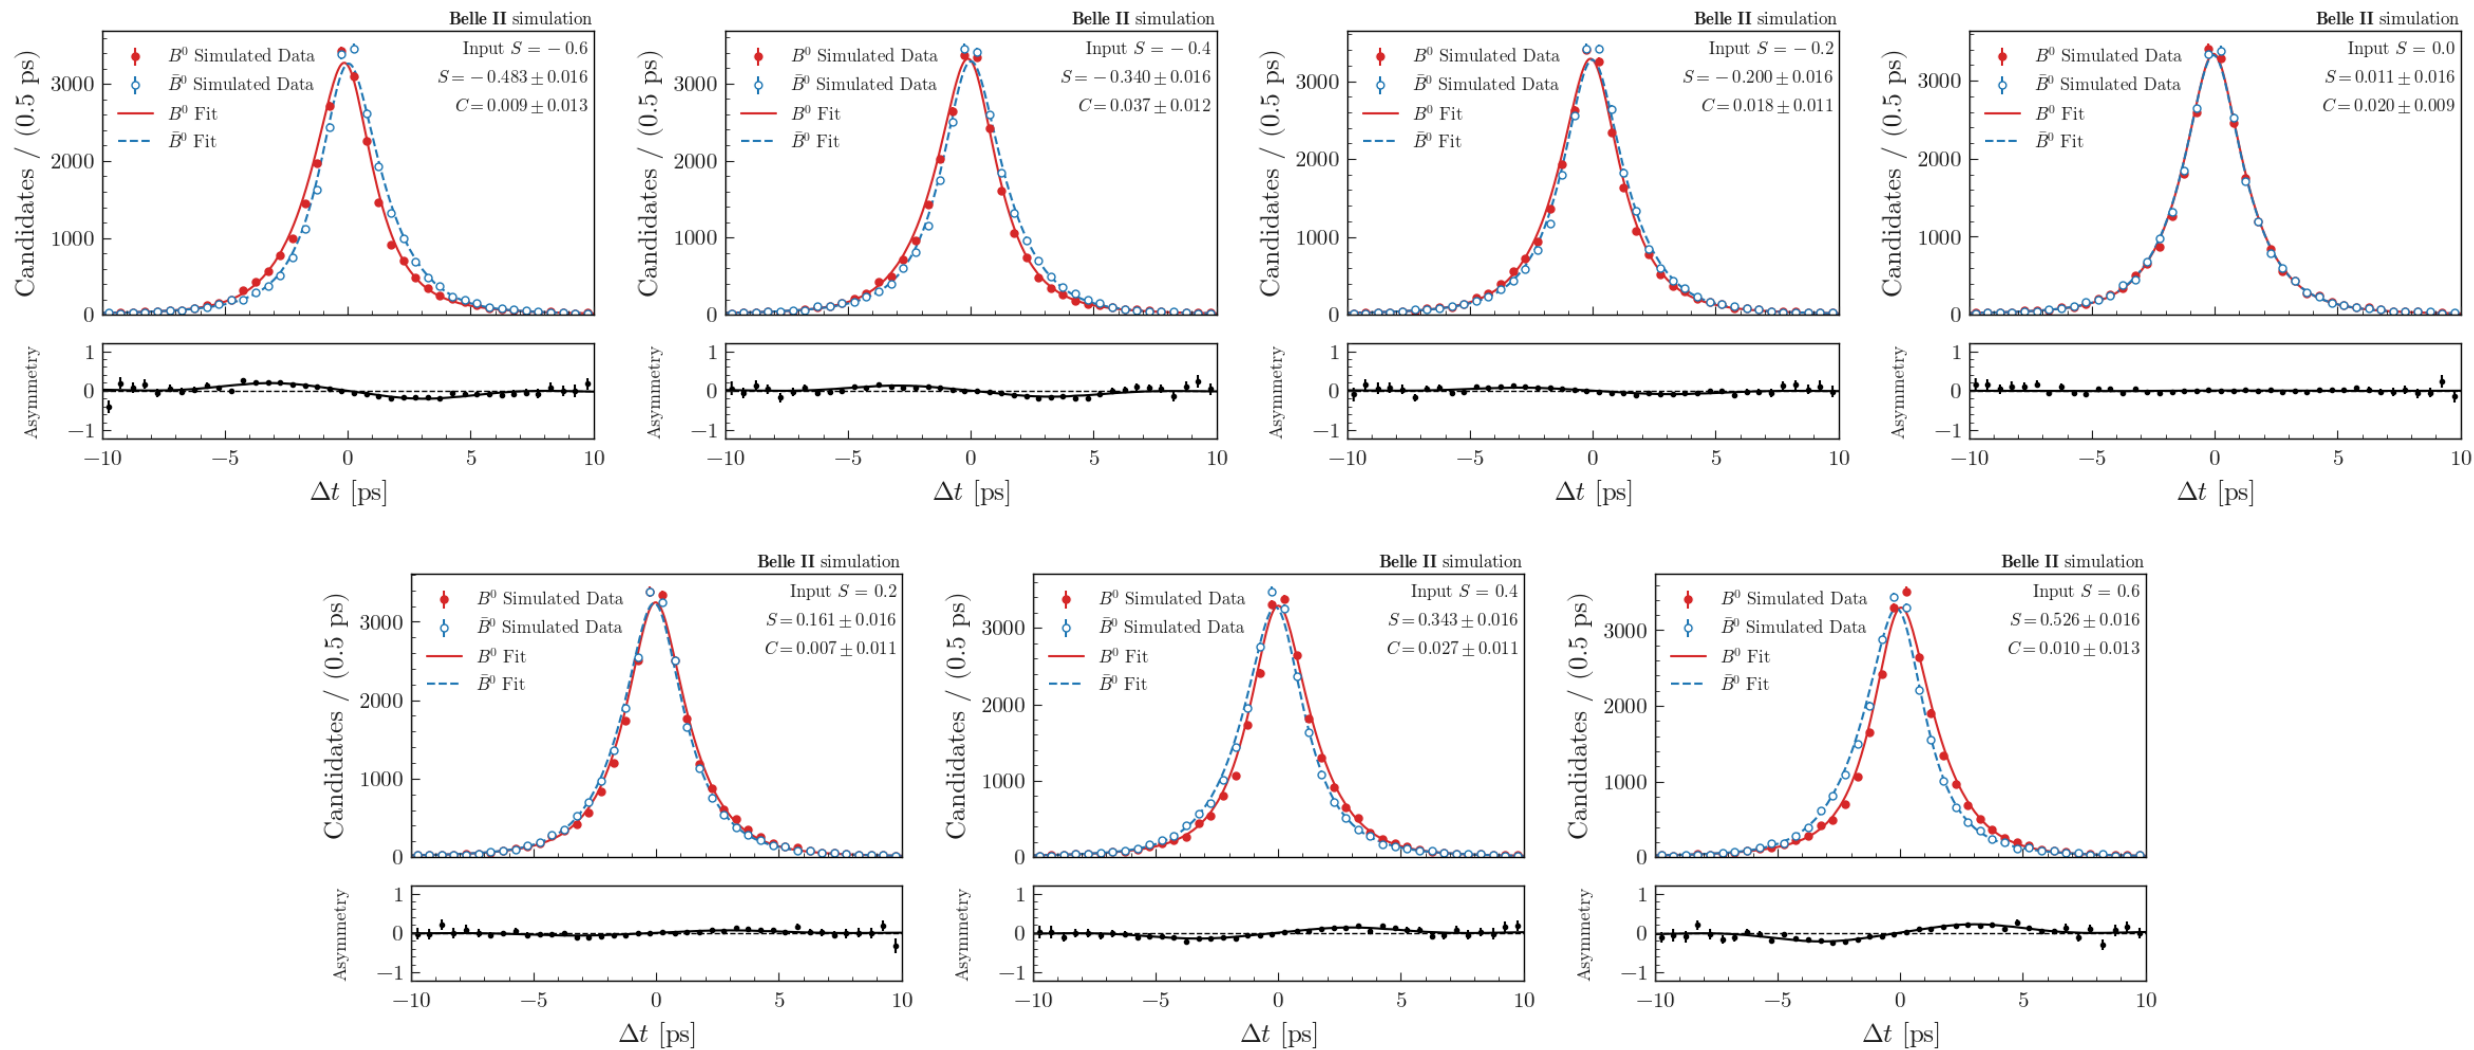 Belle II simulation
Candidates / (0.5 ps)
3000
2000
1000
0
B⁰ Simulated Data
B̄⁰ Simulated Data
B⁰ Fit
B̄⁰ Fit
Input S = −0.6
S = −0.483 ± 0.016
C = 0.009 ± 0.013
Asymmetry
1
0
−1
−10
−5
0
5
10
Δt [ps]
Belle II simulation
Candidates / (0.5 ps)
3000
2000
1000
0
B⁰ Simulated Data
B̄⁰ Simulated Data
B⁰ Fit
B̄⁰ Fit
Input S = −0.4
S = −0.340 ± 0.016
C = 0.037 ± 0.012
Asymmetry
1
0
−1
−10
−5
0
5
10
Δt [ps]
Belle II simulation
Candidates / (0.5 ps)
3000
2000
1000
0
B⁰ Simulated Data
B̄⁰ Simulated Data
B⁰ Fit
B̄⁰ Fit
Input S = −0.2
S = −0.200 ± 0.016
C = 0.018 ± 0.011
Asymmetry
1
0
−1
−10
−5
0
5
10
Δt [ps]
Belle II simulation
Candidates / (0.5 ps)
3000
2000
1000
0
B⁰ Simulated Data
B̄⁰ Simulated Data
B⁰ Fit
B̄⁰ Fit
Input S = 0.0
S = 0.011 ± 0.016
C = 0.020 ± 0.009
Asymmetry
1
0
−1
−10
−5
0
5
10
Δt [ps]
Belle II simulation
Candidates / (0.5 ps)
3000
2000
1000
0
B⁰ Simulated Data
B̄⁰ Simulated Data
B⁰ Fit
B̄⁰ Fit
Input S = 0.2
S = 0.161 ± 0.016
C = 0.007 ± 0.011
Asymmetry
1
0
−1
−10
−5
0
5
10
Δt [ps]
Belle II simulation
Candidates / (0.5 ps)
3000
2000
1000
0
B⁰ Simulated Data
B̄⁰ Simulated Data
B⁰ Fit
B̄⁰ Fit
Input S = 0.4
S = 0.343 ± 0.016
C = 0.027 ± 0.011
Asymmetry
1
0
−1
−10
−5
0
5
10
Δt [ps]
Belle II simulation
Candidates / (0.5 ps)
3000
2000
1000
0
B⁰ Simulated Data
B̄⁰ Simulated Data
B⁰ Fit
B̄⁰ Fit
Input S = 0.6
S = 0.526 ± 0.016
C = 0.010 ± 0.013
Asymmetry
1
0
−1
−10
−5
0
5
10
Δt [ps]